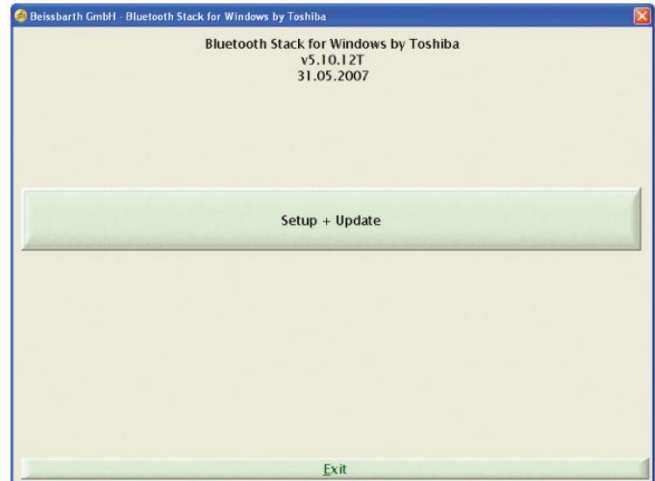 Beissbarth GmbH - Bluetooth Stack for Windows by Toshiba
Bluetooth Stack for Windows by Toshiba
v5.10.12T
31.05.2007
Setup + Update
Exit